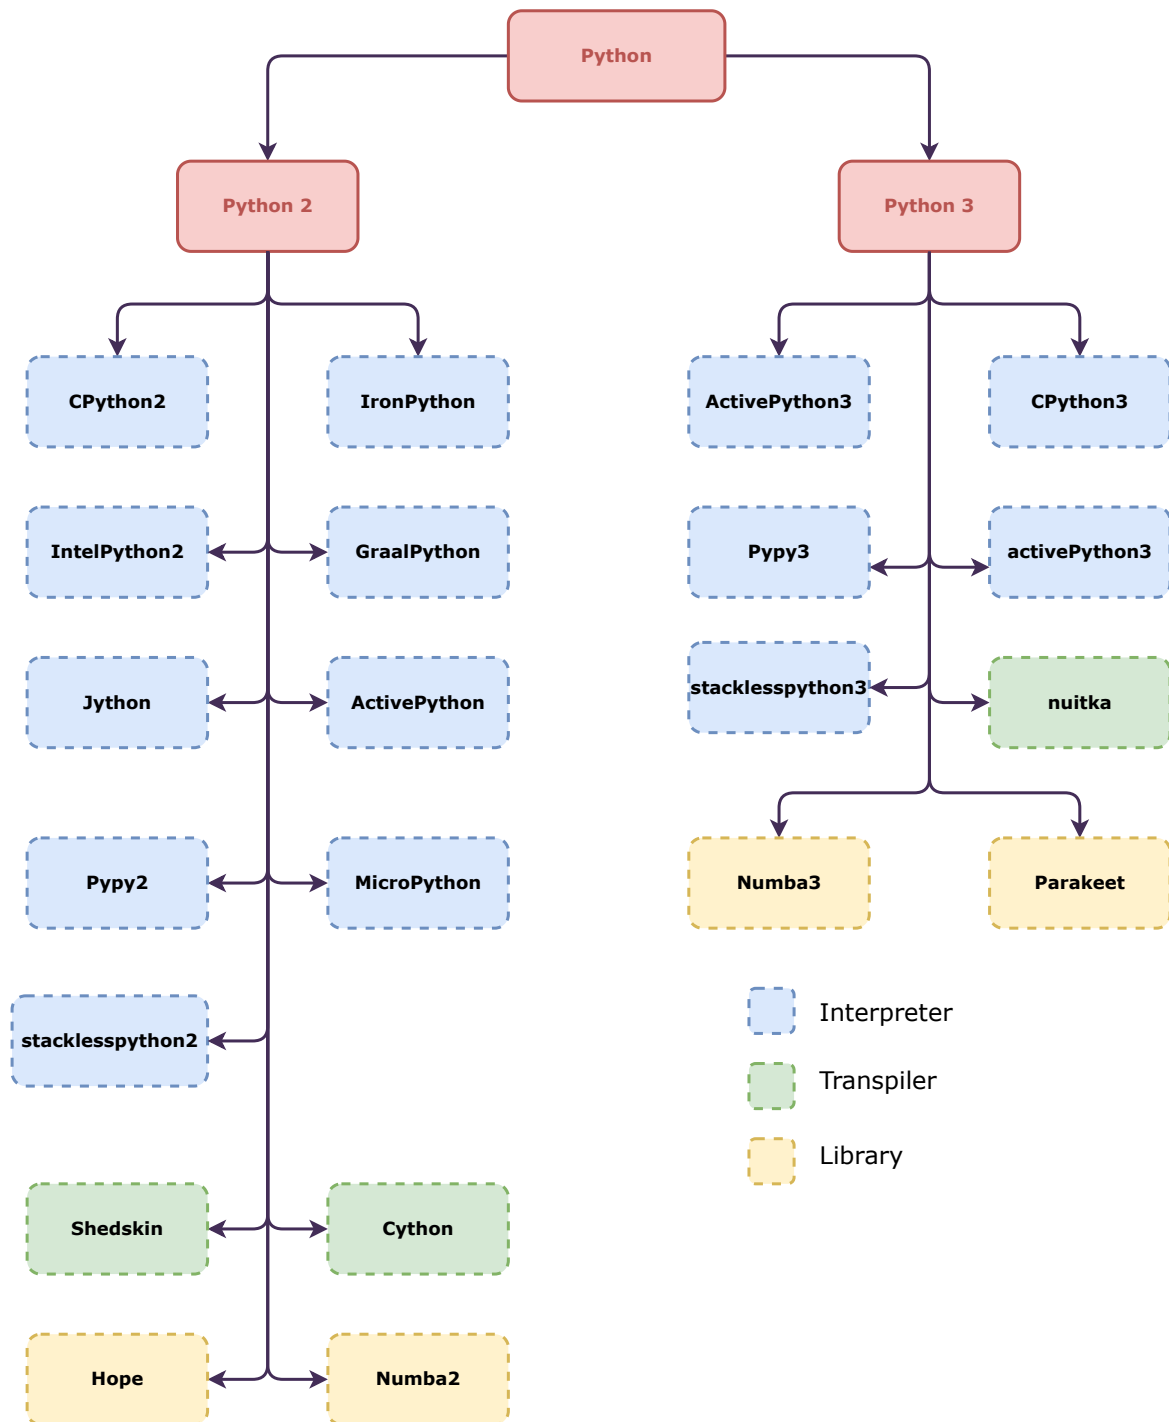 Python
Python 2
Python 3
CPython2
IronPython
ActivePython3
CPython3
IntelPython2
GraalPython
Pypy3
activePython3
Jython
ActivePython
stacklesspython3
nuitka
Pypy2
MicroPython
Numba3
Parakeet
stacklesspython2
Interpreter
Transpiler
Library
Shedskin
Cython
Hope
Numba2